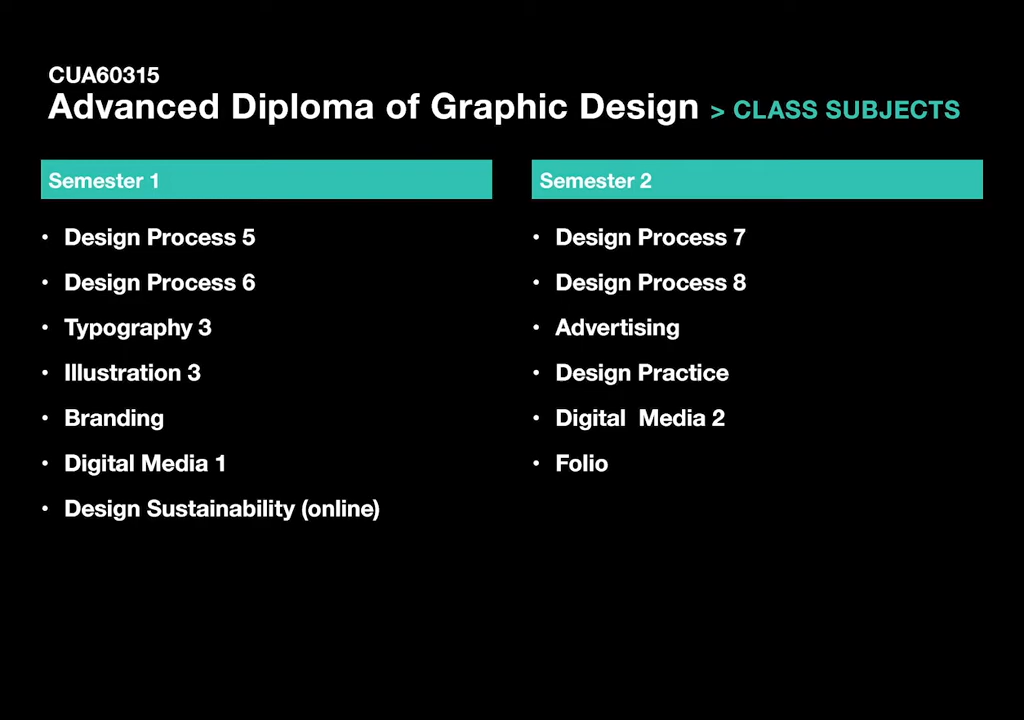 CUA60315
Advanced Diploma of Graphic Design > CLASS SUBJECTS
Semester 1
• Design Process 5
• Design Process 6
• Typography 3
• Illustration 3
• Branding
• Digital Media 1
• Design Sustainability (online)
Semester 2
• Design Process 7
• Design Process 8
• Advertising
• Design Practice
• Digital  Media 2
• Folio